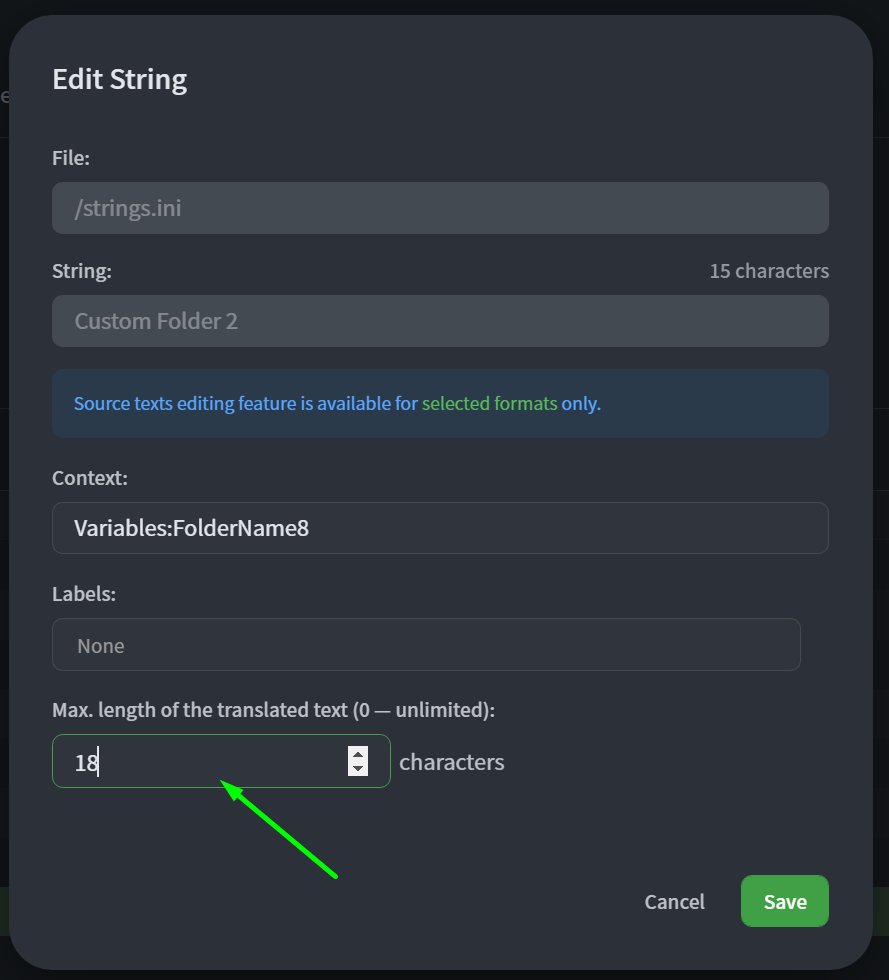 Edit String
File:
/strings.ini
String:
15 characters
Custom Folder 2
Source texts editing feature is available for selected formats only.
Context:
Variables:FolderName8
Labels:
None
Max. length of the translated text (0 — unlimited):
18 characters
Cancel
Save